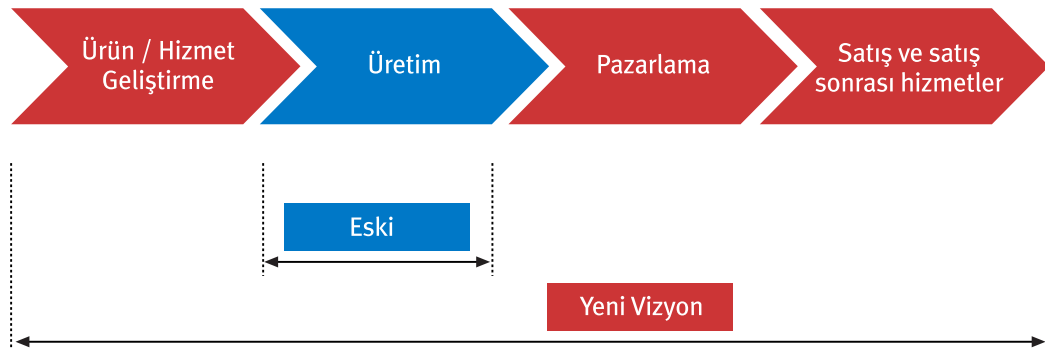 Ürün / Hizmet
Geliştirme
Üretim
Pazarlama
Satış ve satış
sonrası hizmetler
Eski
Yeni Vizyon